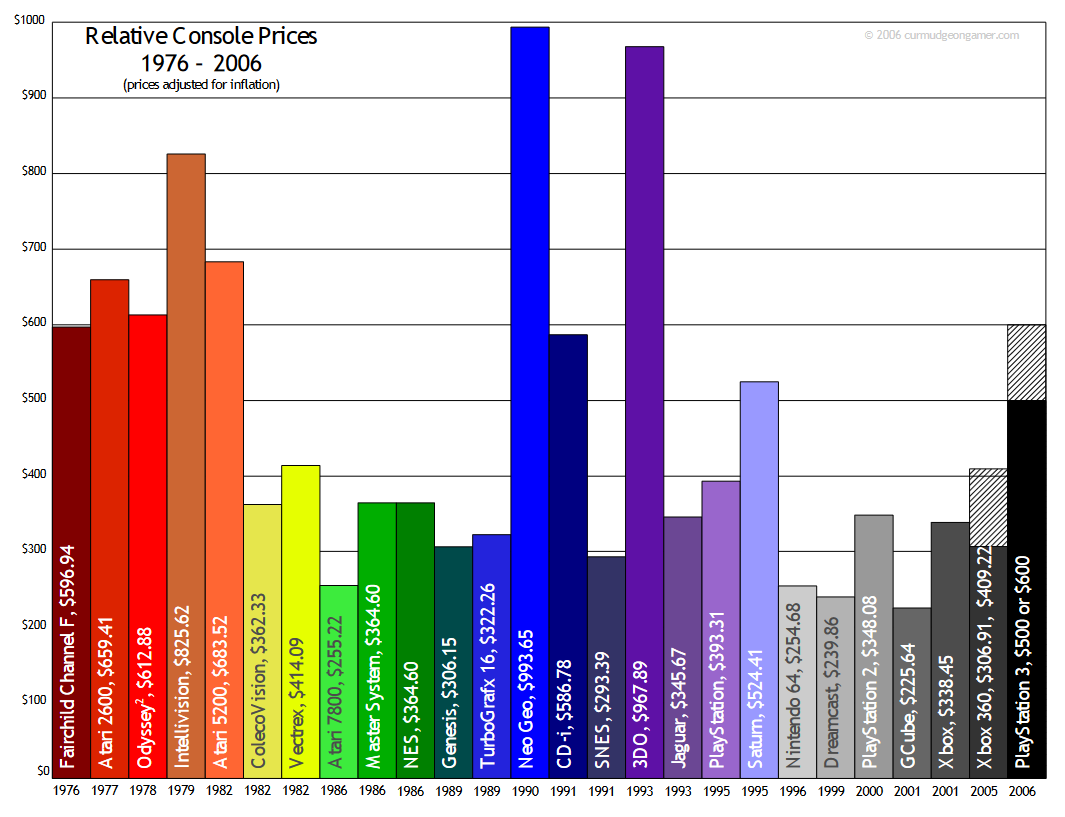 Relative Console Prices
1976 - 2006
(prices adjusted for inflation)
© 2006 curmudgeongamer.com
$1000
$900
$800
$700
$600
$500
$400
$300
$200
$100
$0
Fairchild Channel F, $596.94
Atari 2600, $659.41
Odyssey², $612.88
Intellivision, $825.62
Atari 5200, $683.52
ColecoVision, $362.33
Vectrex, $414.09
Atari 7800, $255.22
Master System, $364.60
NES, $364.60
Genesis, $306.15
TurboGrafx 16, $322.26
Neo Geo, $993.65
CD-i, $586.78
SNES, $293.39
3DO, $967.89
Jaguar, $345.67
PlayStation, $393.31
Saturn, $524.41
Nintendo 64, $254.68
Dreamcast, $239.86
PlayStation 2, $348.08
GCube, $225.64
Xbox, $338.45
Xbox 360, $306.91, $409.22
PlayStation 3, $500 or $600
1976 1977 1978 1979 1982 1982 1982 1986 1986 1986 1989 1989 1990 1991 1991 1993 1993 1995 1995 1996 1999 2000 2001 2001 2005 2006